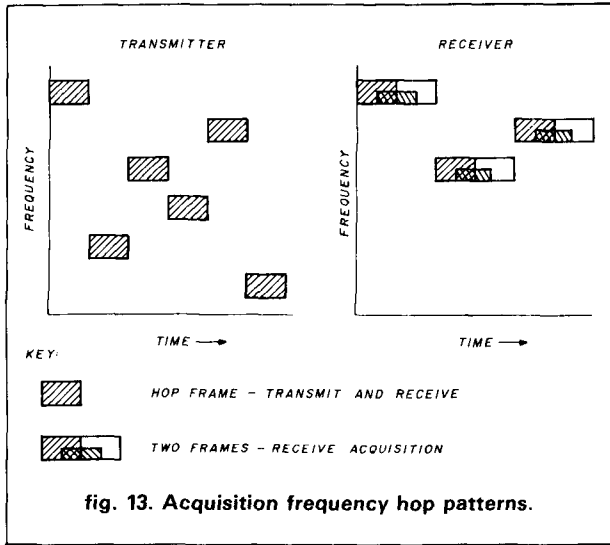 TRANSMITTER
RECEIVER
FREQUENCY
FREQUENCY
TIME
TIME
KEY:
HOP FRAME - TRANSMIT AND RECEIVE
TWO FRAMES - RECEIVE ACQUISITION
fig. 13. Acquisition frequency hop patterns.